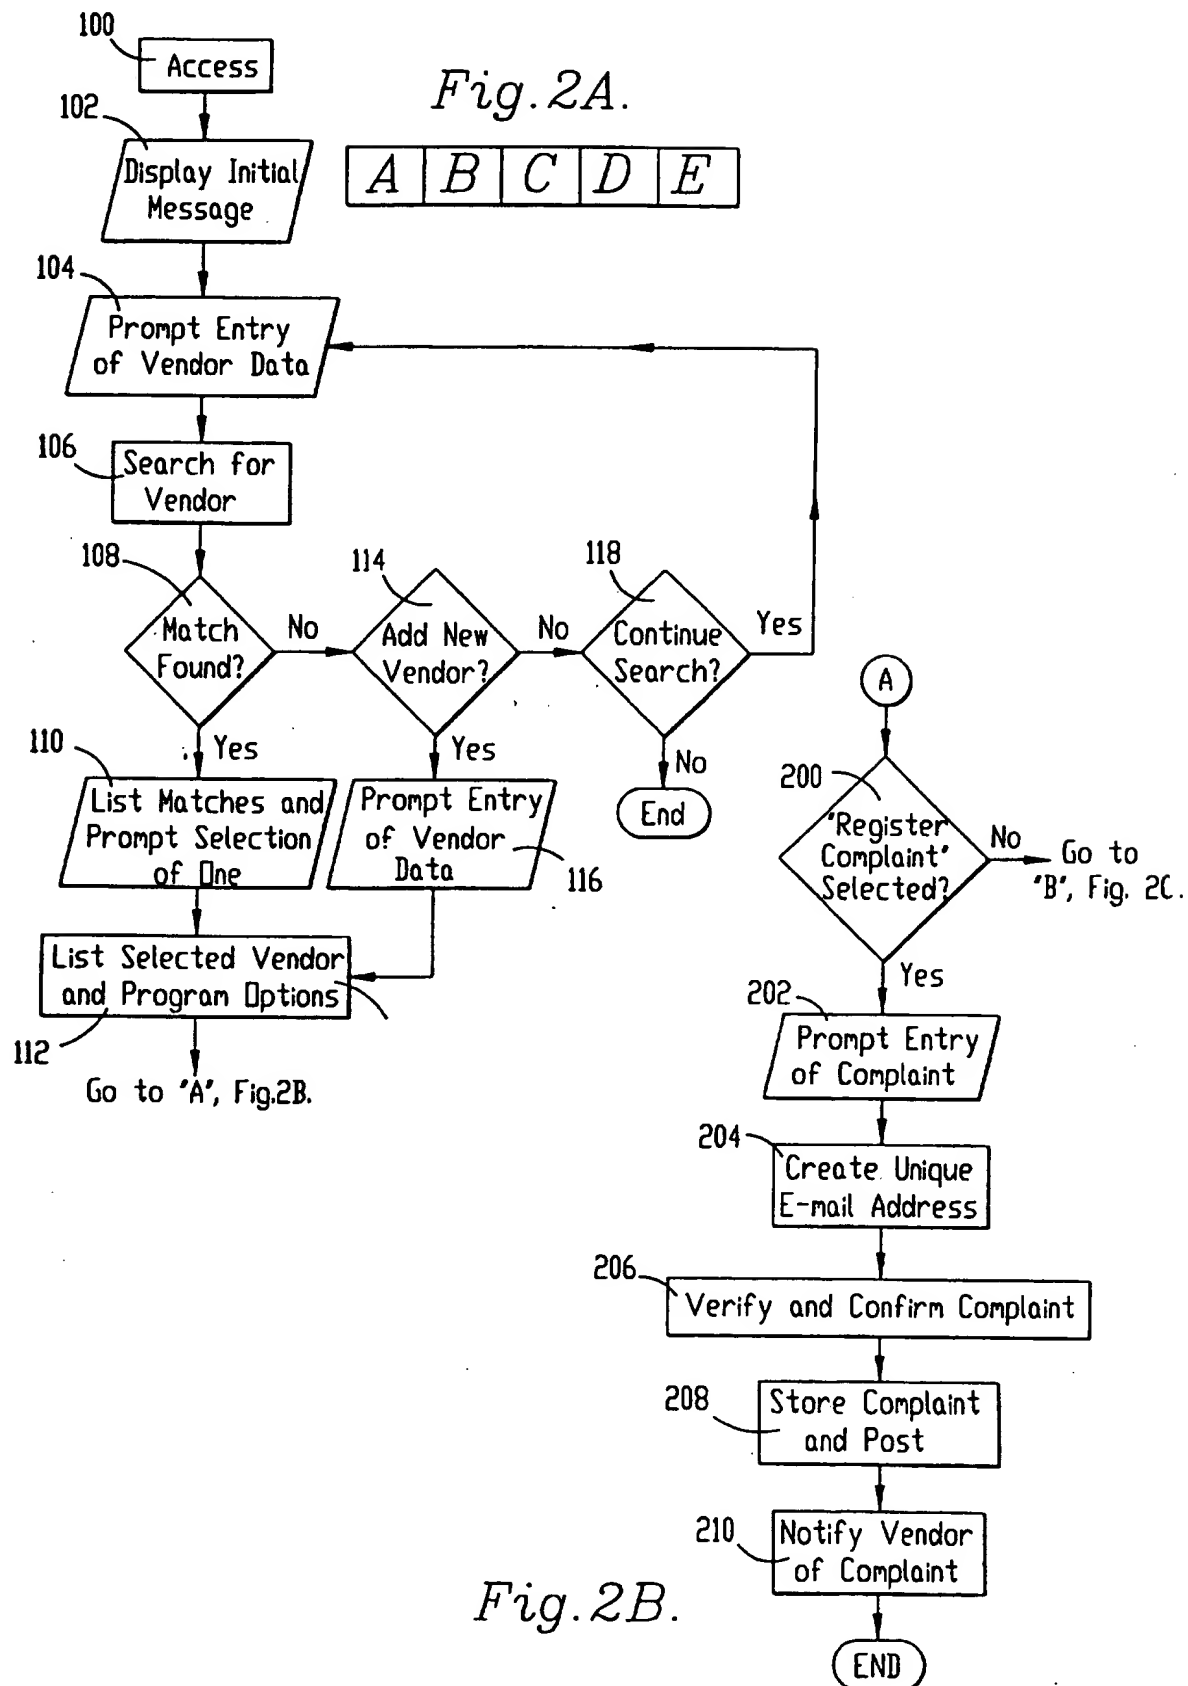 100
Access
Fig. 2A.
A B C D E
102
Display Initial
Message
104
Prompt Entry
of Vendor Data
106
Search for
Vendor
108
Match
Found?
No
114
Add New
Vendor?
No
118
Continue
Search?
Yes
Yes
Yes
No
End
110
List Matches and
Prompt Selection
of One
Prompt Entry
of Vendor
Data
116
List Selected Vendor
and Program Options
112
Go to "A", Fig.2B.
A
200
"Register
Complaint"
Selected?
No
Go to
"B", Fig. 2C.
Yes
202
Prompt Entry
of Complaint
204
Create Unique
E-mail Address
206
Verify and Confirm Complaint
208
Store Complaint
and Post
210
Notify Vendor
of Complaint
Fig. 2B.
END